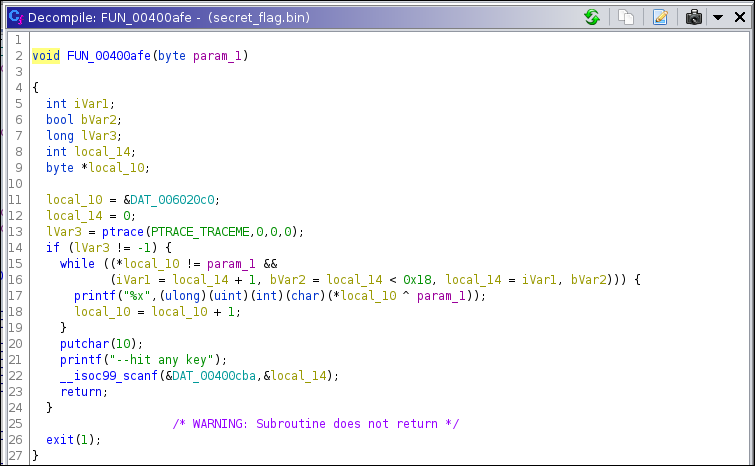 Decompile: FUN_00400afe - (secret_flag.bin)
1
2 void FUN_00400afe(byte param_1)
3
4 {
5 int iVar1;
6 bool bVar2;
7 long lVar3;
8 int local_14;
9 byte *local_10;
10
11 local_10 = &DAT_006020c0;
12 local_14 = 0;
13 lVar3 = ptrace(PTRACE_TRACEME,0,0,0);
14 if (lVar3 != -1) {
15 while ((*local_10 != param_1 &&
16 (iVar1 = local_14 + 1, bVar2 = local_14 < 0x18, local_14 = iVar1, bVar2))) {
17 printf("%x",(ulong)(uint)(int)(char)(*local_10 ^ param_1));
18 local_10 = local_10 + 1;
19 }
20 putchar(10);
21 printf("--hit any key");
22 __isoc99_scanf(&DAT_00400cba,&local_14);
23 return;
24 }
25 /* WARNING: Subroutine does not return */
26 exit(1);
27 }